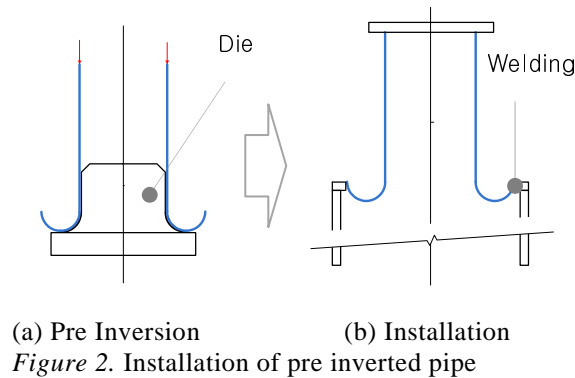 Die
Welding
(a) Pre Inversion (b) Installation
Figure 2. Installation of pre inverted pipe